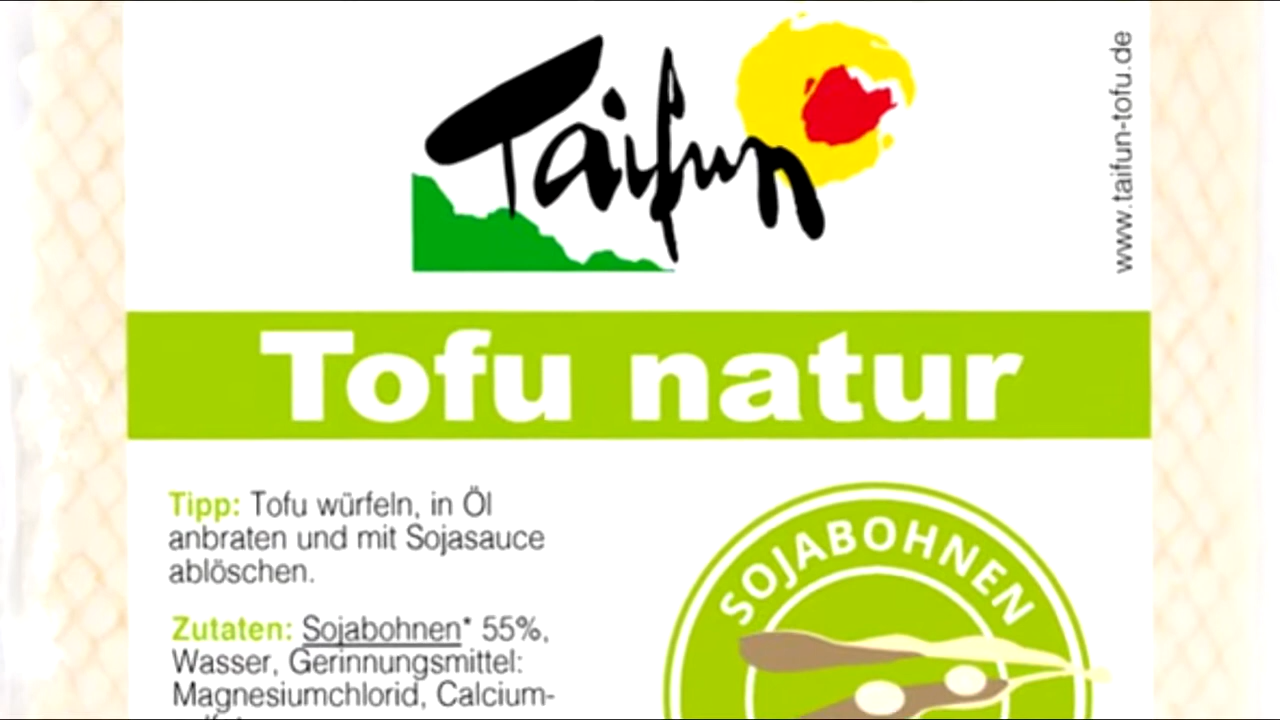 Taifun
www.taifun-tofu.de
Tofu natur
Tipp: Tofu würfeln, in Öl
anbraten und mit Sojasauce
ablöschen.
Zutaten: Sojabohnen* 55%,
Wasser, Gerinnungsmittel:
Magnesiumchlorid, Calcium-
SOJABOHNEN